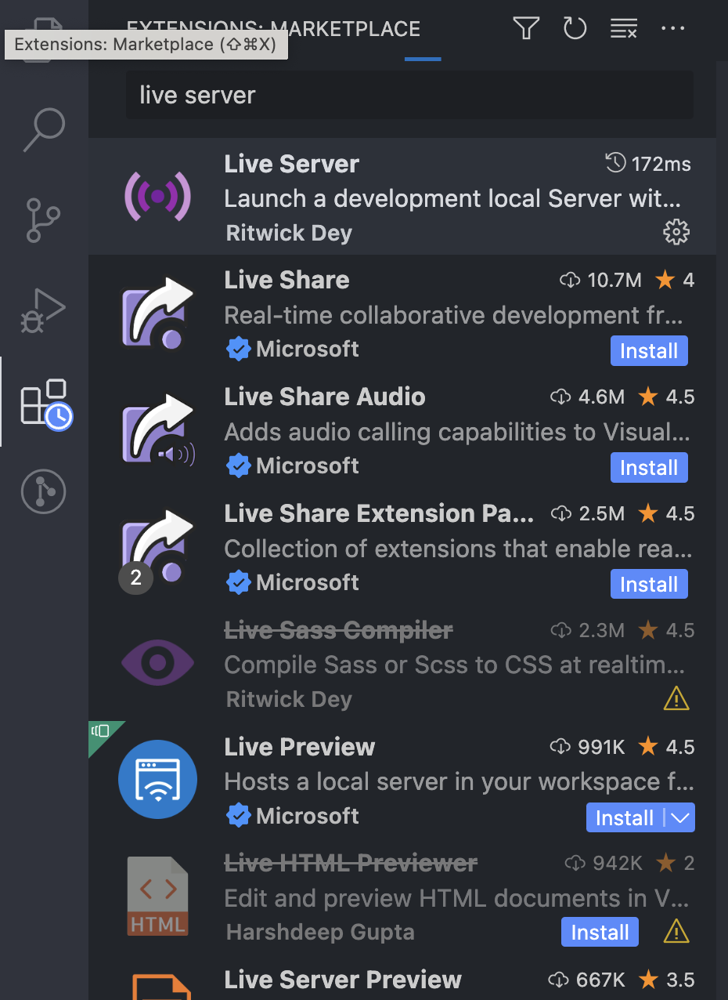 EXTENSIONS: MARKETPLACE
Extensions: Marketplace (⇧⌘X)
live server
Live Server 172ms
Launch a development local Server wit...
Ritwick Dey
Live Share 10.7M 4
Real-time collaborative development fr...
Microsoft Install
Live Share Audio 4.6M 4.5
Adds audio calling capabilities to Visual...
Microsoft Install
Live Share Extension Pa... 2.5M 4.5
Collection of extensions that enable rea...
2 Microsoft Install
Live Sass Compiler 2.3M 4.5
Compile Sass or Scss to CSS at realtim...
Ritwick Dey
Live Preview 991K 4.5
Hosts a local server in your workspace f...
Microsoft Install
Live HTML Previewer 942K 2
Edit and preview HTML documents in V...
HTML Harshdeep Gupta Install
Live Server Preview 667K 3.5